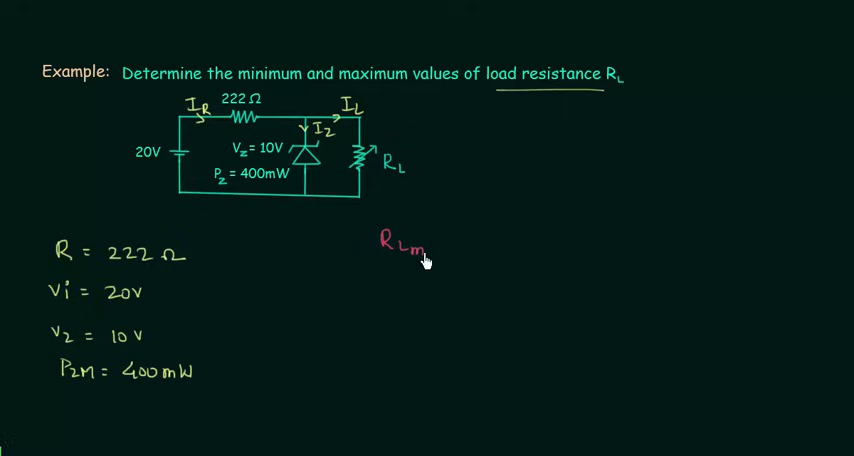 Example: Determine the minimum and maximum values of load resistance RL
222 Ω
IR
IL
IZ
20V
VZ = 10V
PZ = 400mW
RL
R = 222 Ω
Vi = 20V
VZ = 10V
PZM = 400mW
RLm